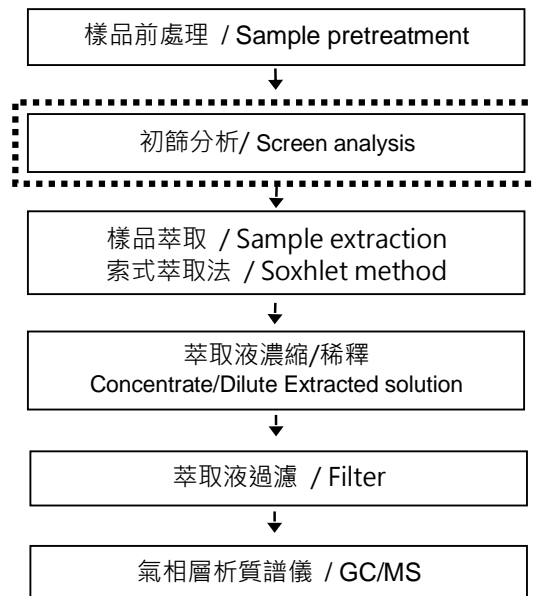 樣品前處理 / Sample pretreatment
初篩分析/ Screen analysis
樣品萃取 / Sample extraction
索式萃取法 / Soxhlet method
萃取液濃縮/稀釋
Concentrate/Dilute Extracted solution
萃取液過濾 / Filter
氣相層析質譜儀 / GC/MS